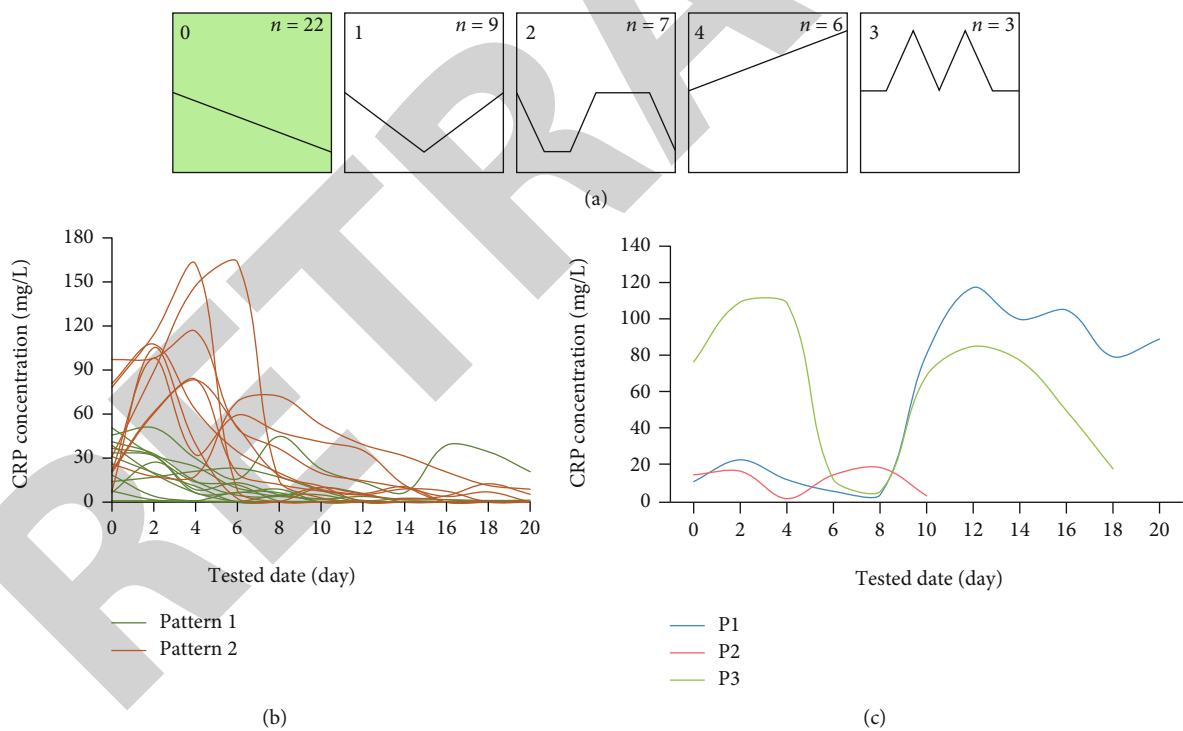 0 n = 22
1 n = 9
2 n = 7
4 n = 6
3 n = 3
(a)
CRP concentration (mg/L)
180
150
120
90
60
30
0
0 2 4 6 8 10 12 14 16 18 20
Tested date (day)
Pattern 1
Pattern 2
(b)
CRP concentration (mg/L)
140
120
100
80
60
40
20
0
0 2 4 6 8 10 12 14 16 18 20
Tested date (day)
P1
P2
P3
(c)
RETRA